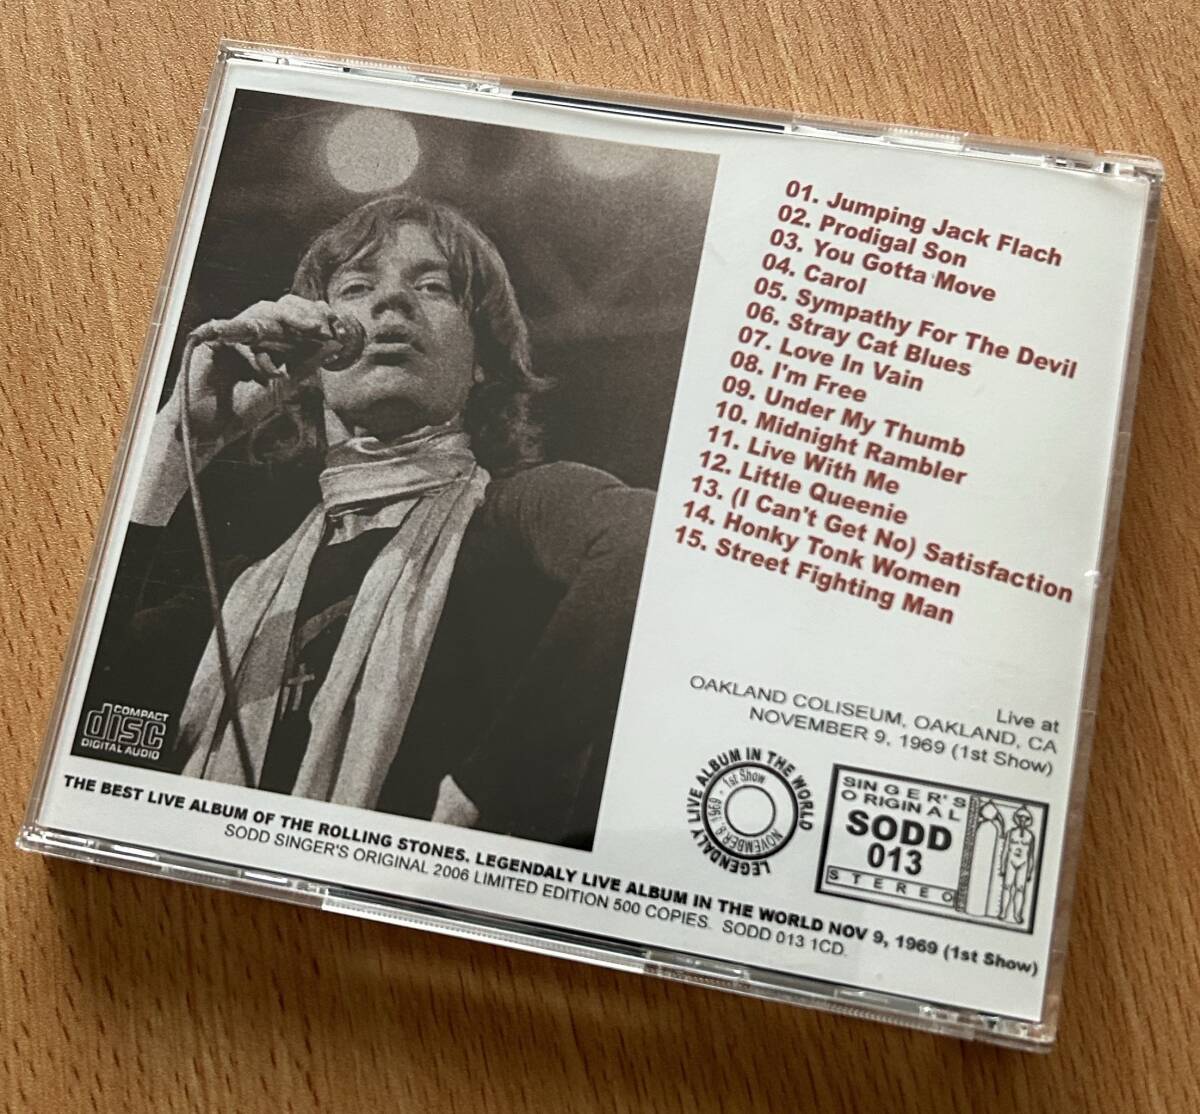 01. Jumping Jack Flach
02. Prodigal Son
03. You Gotta Move
04. Carol
05. Sympathy For The Devil
06. Stray Cat Blues
07. Love In Vain
08. I'm Free
09. Under My Thumb
10. Midnight Rambler
11. Live With Me
12. Little Queenie
13. (I Can't Get No) Satisfaction
14. Honky Tonk Women
15. Street Fighting Man
Live at
OAKLAND COLISEUM, OAKLAND, CA
NOVEMBER 9, 1969 (1st Show)
LEGENDALY LIVE ALBUM IN THE WORLD
NOVEMBER 9, 1969 - 1st Show
SINGER'S
ORIGINAL
SODD
013
STEREO
COMPACT
disc
DIGITAL AUDIO
THE BEST LIVE ALBUM OF THE ROLLING STONES. LEGENDALY LIVE ALBUM IN THE WORLD NOV 9, 1969 (1st Show)
SODD SINGER'S ORIGINAL 2006 LIMITED EDITION 500 COPIES. SODD 013 1CD.